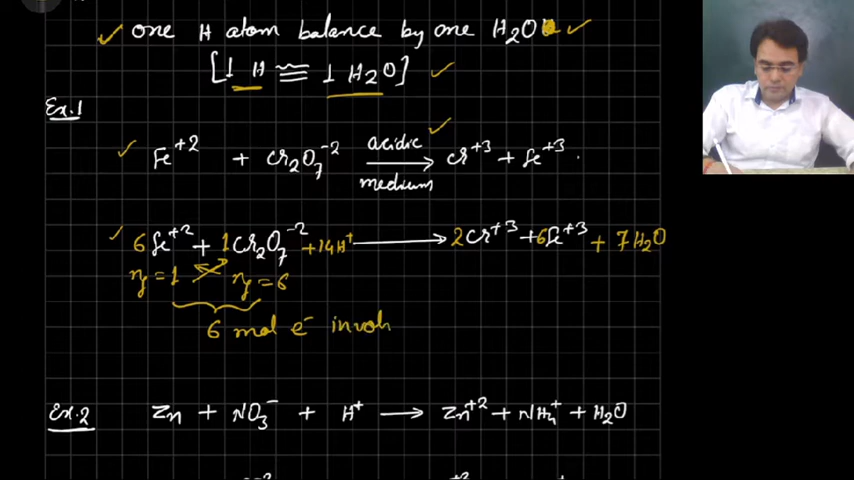 ✓ one H atom balance by one H2O ✓
[1 H ≅ 1 H2O] ✓
Ex.1
✓ Fe+2 + Cr2O7-2 acidic medium → Cr+3 + Fe+3 ✓
✓ 6Fe+2 + 1Cr2O7-2 + 14H+ → 2Cr+3 + 6Fe+3 + 7H2O
nf = 1 nf = 6
6 mol e- involv
Ex.2 Zn + NO3- + H+ → Zn+2 + NH4+ + H2O